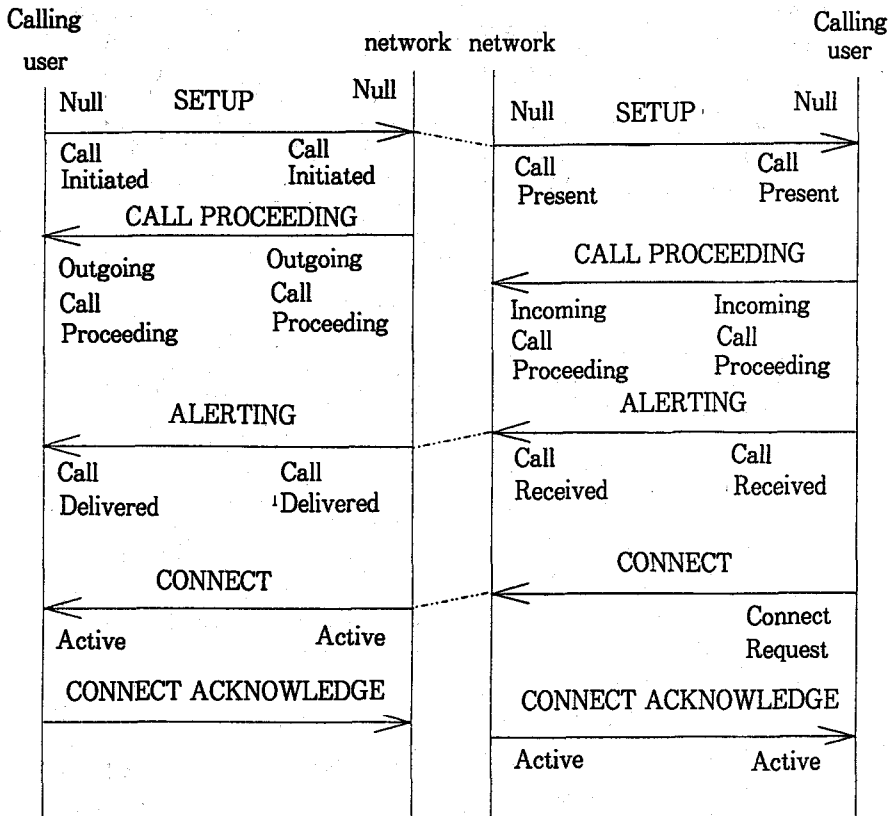 Calling
user
network network
Calling
user
Null SETUP Null
Null SETUP Null
Call
Initiated
Call
Initiated
Call
Present
Call
Present
CALL PROCEEDING
CALL PROCEEDING
Outgoing
Call
Proceeding
Outgoing
Call
Proceeding
Incoming
Call
Proceeding
Incoming
Call
Proceeding
ALERTING
ALERTING
Call
Delivered
Call
Delivered
Call
Received
Call
Received
CONNECT
CONNECT
Active Active
Connect
Request
CONNECT ACKNOWLEDGE
CONNECT ACKNOWLEDGE
Active Active